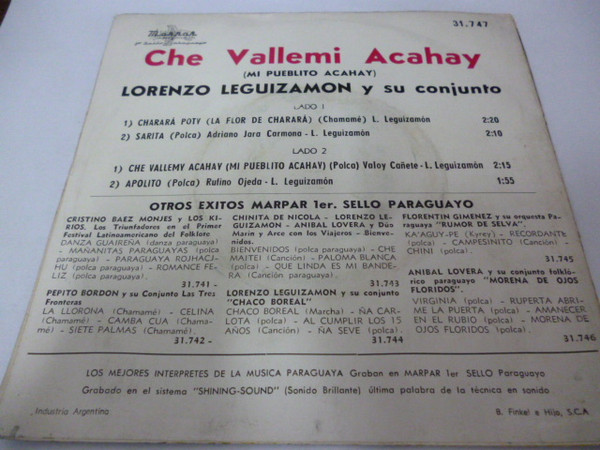 Marpar
31.747
Che Vallemi Acahay
(MI PUEBLITO ACAHAY)
LORENZO LEGUIZAMON y su conjunto
LADO 1
1) CHARARÁ POTY (LA FLOR DE CHARARÁ) (Chamamé) L. Leguizamón 2:20
2) SARITA (Polca) Adriano Jara Carmona - L. Leguizamón 2:10
LADO 2
1) CHE VALLEMY ACAHAY (MI PUEBLITO ACAHAY) (Polca) Valoy Cañete - L. Leguizamón 2:15
2) APOLITO (Polca) Rufino Ojeda - L. Leguizamón 1:55
OTROS EXITOS MARPAR 1er. SELLO PARAGUAYO
CRISTINO BAEZ MONJES y LOS KI-
RIOS, Los Triunfadores en el Primer
Festival Latinoamericano del Folklore
DANZA GUAIREÑA (danza paraguaya)
- MAÑANITAS PARAGUAYAS (polca
paraguaya) - PARAGUAYA ROJHAC̣J-
HU (polca paraguaya) - ROMANCE FE-
LIZ (polca paraguaya).
31.741 -
PEPITO BORDON y su Conjunto Las Tres
Fronteras
LA LLORONA (Chamamé) - CELINA
(Chamamé) - CAMBA CUA (Chama-
mé) - SIETE PALMAS (Chamamé).
31.742 -
CHINITA DE NICOLA - LORENZO LE-
GUIZAMON - ANIBAL LOVERA y Dúo
Marín y Arce con los Viajeros - Bienve-
nidos.
BIENVENIDOS (polca paraguaya) - CHE
MAITEI (Canción) - PALOMA BLANCA
(polca) - QUE LINDA ES MI BANDE-
RA (Canción paraguaya).
31.743
LORENZO LEGUIZAMON y su conjunto
"CHACO BOREAL"
CHACO BOREAL (Marcha) - ÑA CAR-
LOTA (polca) - AL CUMPLIR LOS 15
AÑOS (Canción) - ÑA SEVE (polca).
31.744
FLORENTIN GIMENEZ y su orquesta Pa-
raguaya "RUMOR DE SELVA".
KA'AGUY-PE (Kyrey) - RECORDANTE
(polca) - CAMPESINITO (Canción) -
CHINI (polca).
31.745
ANIBAL LOVERA y su conjunto folkló-
rico paraguayo "MORENA DE OJOS
FLORIDOS".
VIRGINIA (polca) - RUPERTA ABRI-
ME LA PUERTA (polca) - AMANECER
EN EL RUBIO (polca) - MORENA DE
OJOS FLORIDOS (polca).
31.746
LOS MEJORES INTERPRETES DE LA MUSICA PARAGUAYA Graban en MARPAR 1er SELLO Paraguayo
Grabado en el sistema "SHINING-SOUND" (Sonido Brillante) última palabra de la técnica en sonido
Industria Argentina
B. Finkel e Hijo, S.C.A